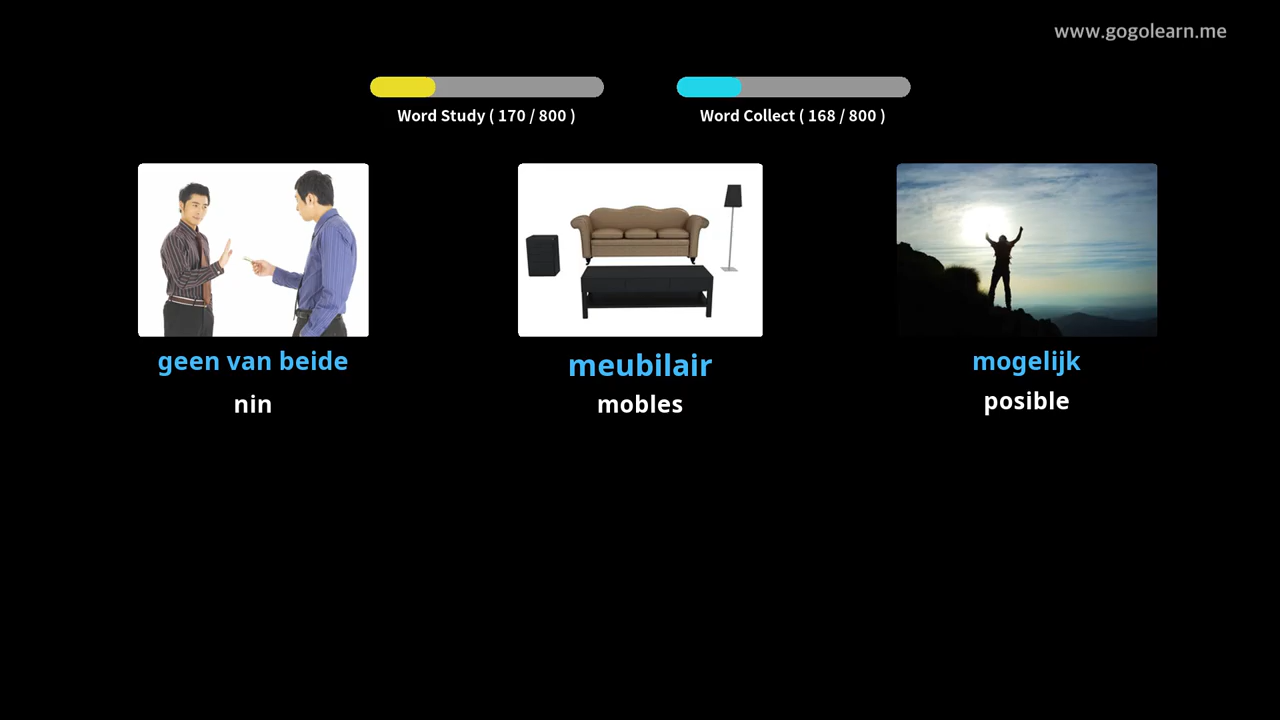 www.gogolearn.me
Word Study ( 170 / 800 )
Word Collect ( 168 / 800 )
geen van beide
meubilair
mogelijk
nin
mobles
posible